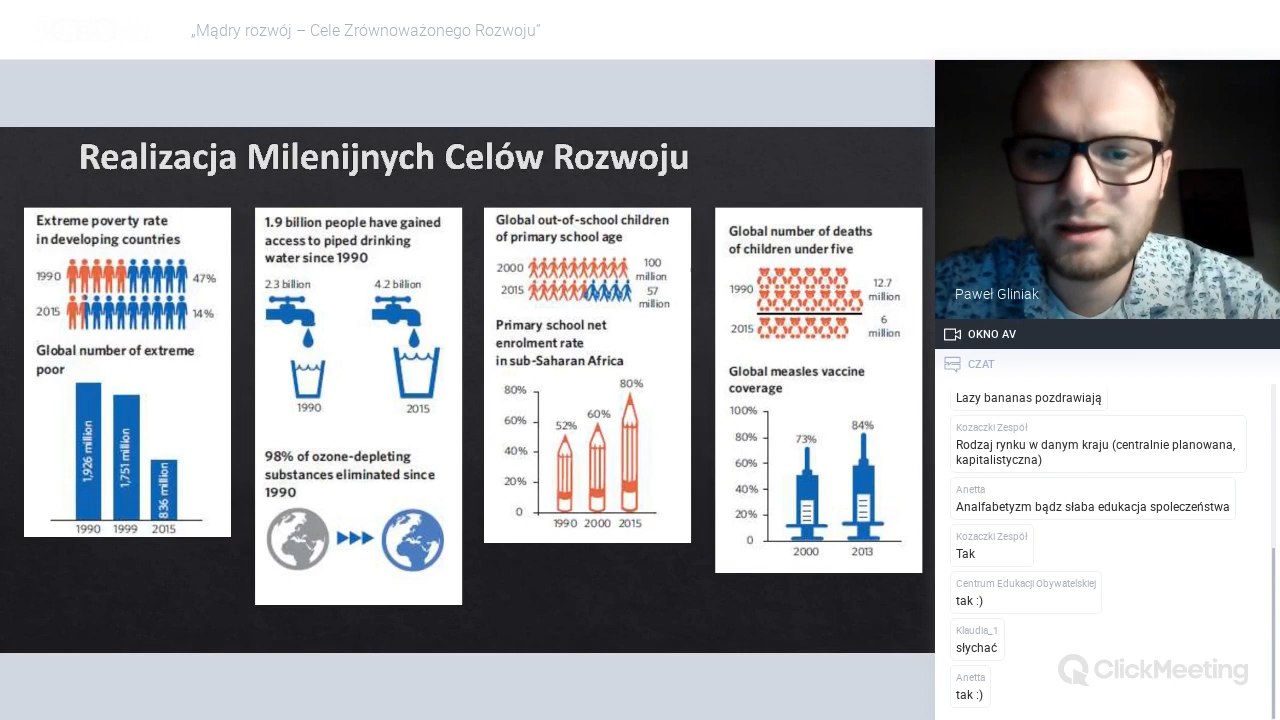 „Mądry rozwój – Cele Zrównoważonego Rozwoju”
Realizacja Milenijnych Celów Rozwoju
Extreme poverty rate
in developing countries
1990
47%
2015
14%
Global number of extreme
poor
1,926 million
1,751 million
836 million
1990 1999 2015
1.9 billion people have gained
access to piped drinking
water since 1990
2.3 billion
4.2 billion
1990
2015
98% of ozone-depleting
substances eliminated since
1990
Global out-of-school children
of primary school age
2000
100
million
2015
57
million
Primary school net
enrolment rate
in sub-Saharan Africa
80%
60%
40%
20%
0
52%
60%
80%
1990 2000 2015
Global number of deaths
of children under five
1990
12.7
million
2015
6
million
Global measles vaccine
coverage
100%
80%
60%
40%
20%
0
73%
84%
2000
2013
Paweł Gliniak
OKNO AV
CZAT
Lazy bananas pozdrawiają
Kozaczki Zespół
Rodzaj rynku w danym kraju (centralnie planowana,
kapitalistyczna)
Anetta
Analfabetyzm bądz słaba edukacja spoleczeństwa
Kozaczki Zespół
Tak
Centrum Edukacji Obywatelskiej
tak :)
Klaudia_1
słychać
Anetta
tak :)
ClickMeeting